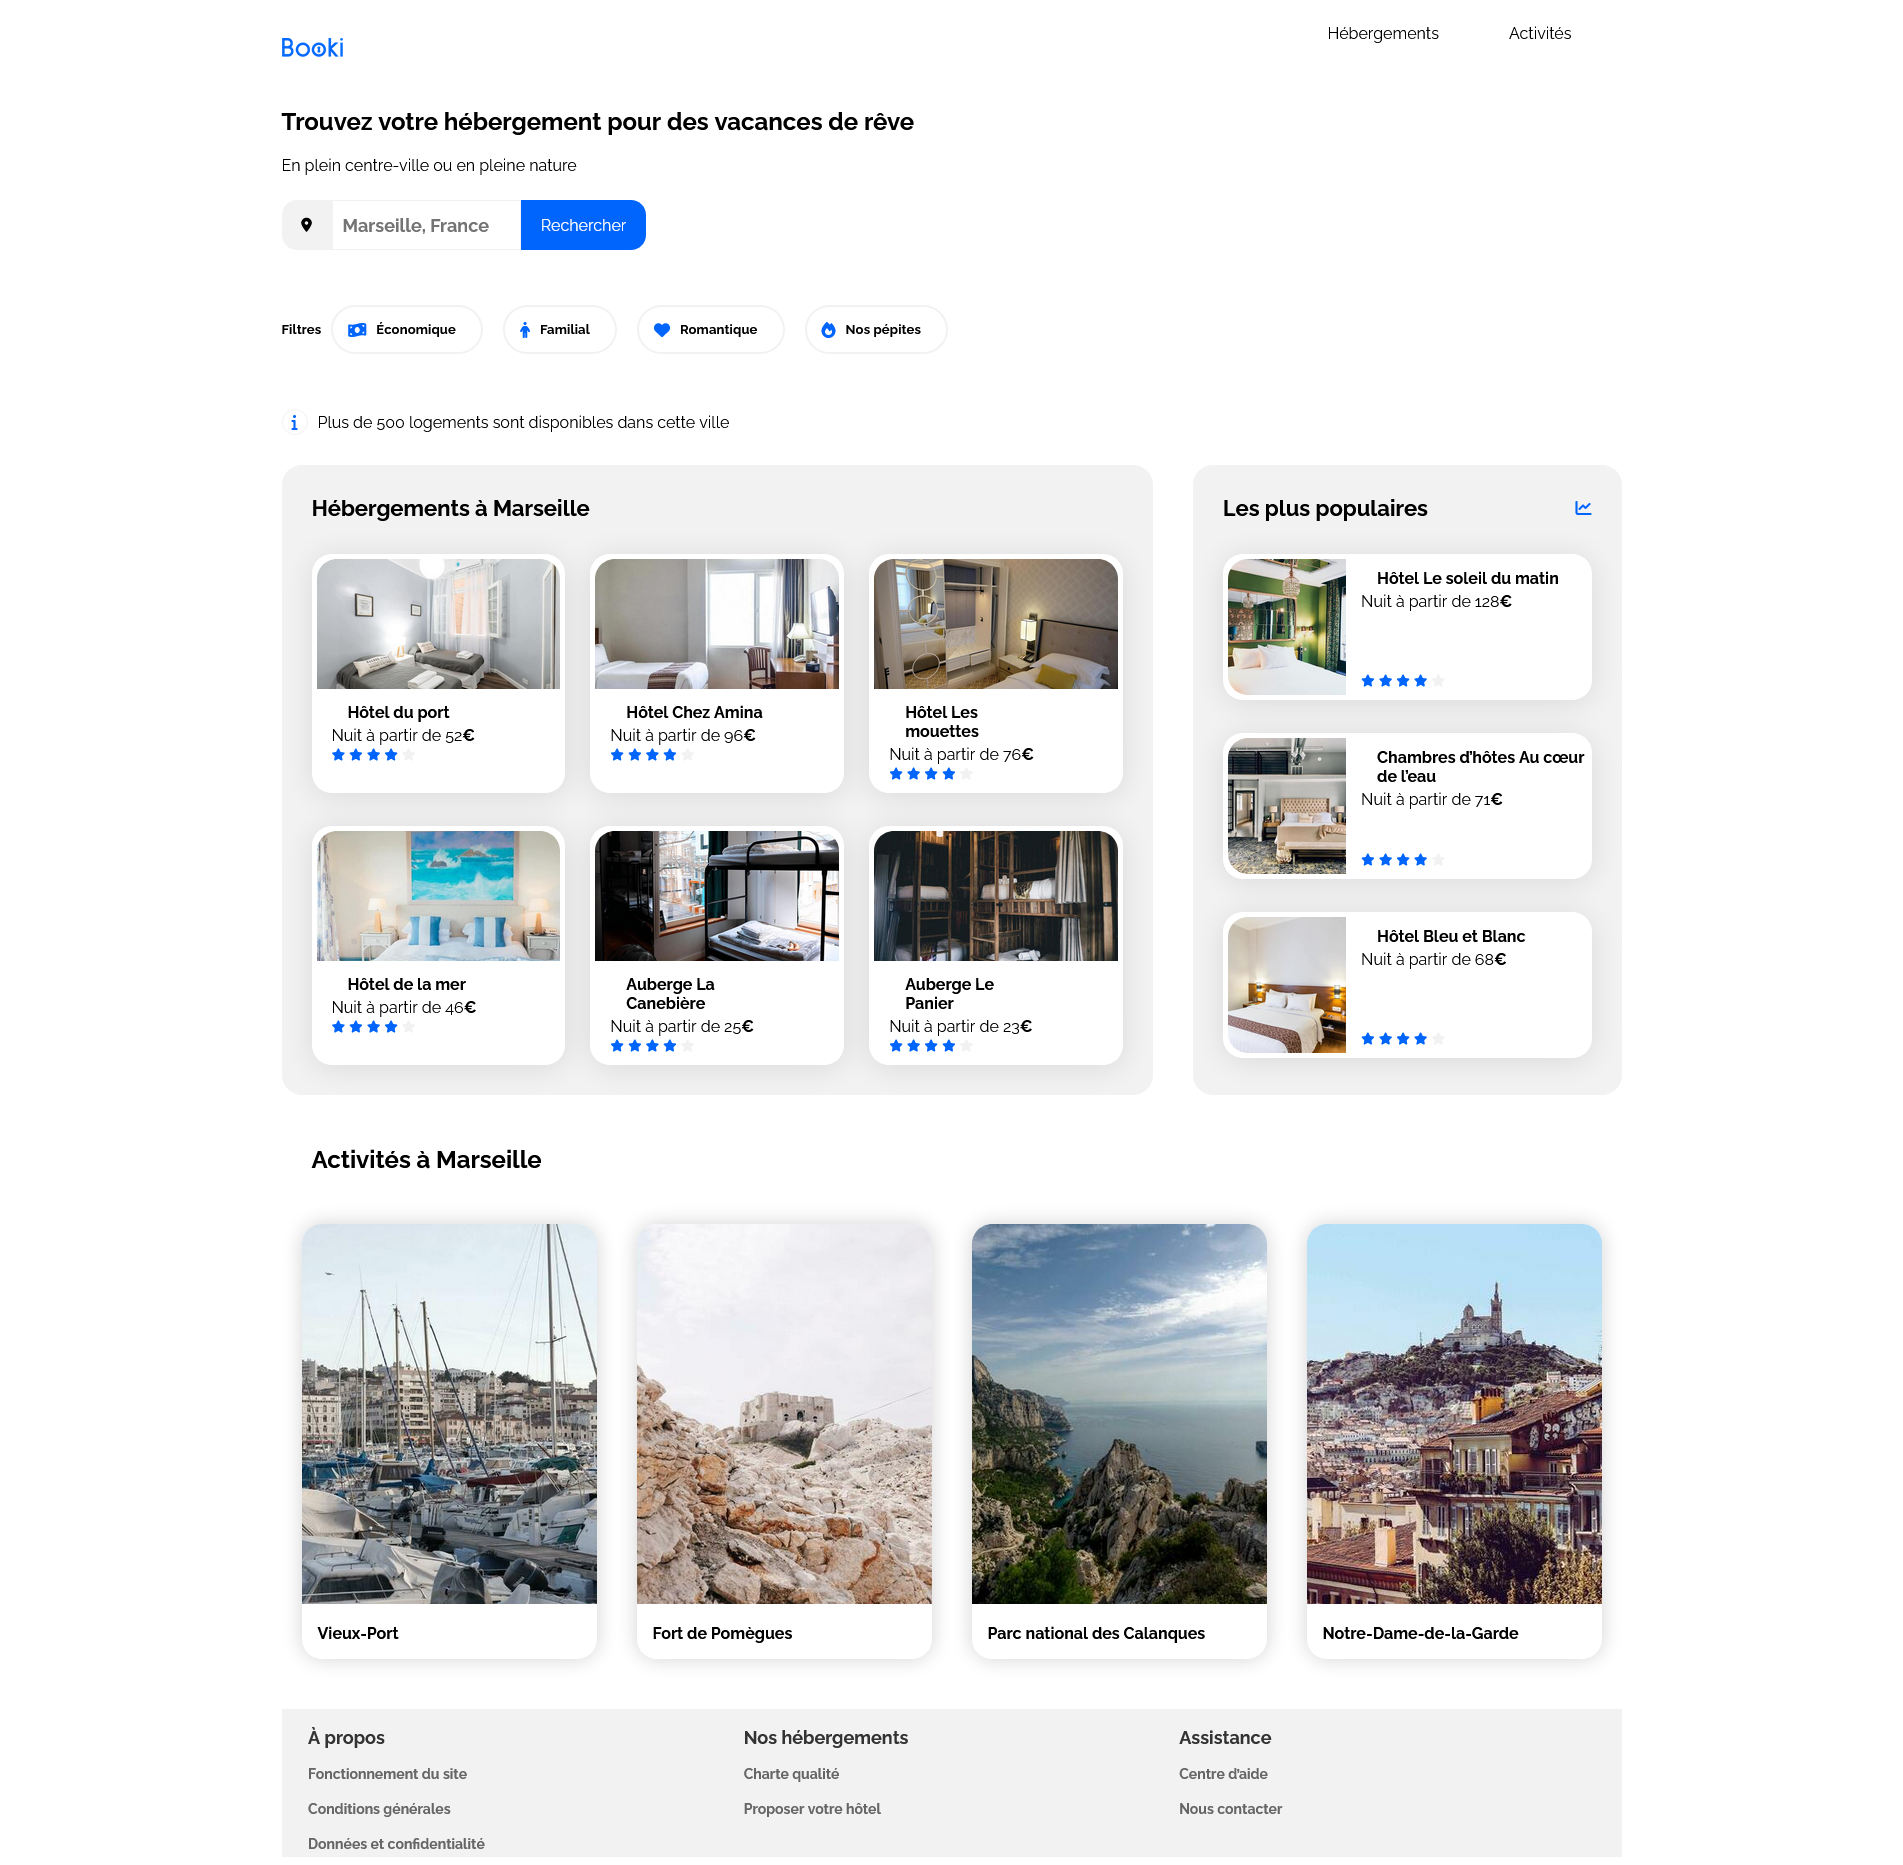 Booki
Hébergements
Activités
Trouvez votre hébergement pour des vacances de rêve
En plein centre-ville ou en pleine nature
Marseille, France
Rechercher
Filtres
Économique
Familial
Romantique
Nos pépites
Plus de 500 logements sont disponibles dans cette ville
Hébergements à Marseille
Hôtel du port
Nuit à partir de 52€
Hôtel Chez Amina
Nuit à partir de 96€
Hôtel Les
mouettes
Nuit à partir de 76€
Hôtel de la mer
Nuit à partir de 46€
Auberge La
Canebière
Nuit à partir de 25€
Auberge Le
Panier
Nuit à partir de 23€
Les plus populaires
Hôtel Le soleil du matin
Nuit à partir de 128€
Chambres d'hôtes Au cœur
de l'eau
Nuit à partir de 71€
Hôtel Bleu et Blanc
Nuit à partir de 68€
Activités à Marseille
Vieux-Port
Fort de Pomègues
Parc national des Calanques
Notre-Dame-de-la-Garde
À propos
Fonctionnement du site
Conditions générales
Données et confidentialité
Nos hébergements
Charte qualité
Proposer votre hôtel
Assistance
Centre d'aide
Nous contacter